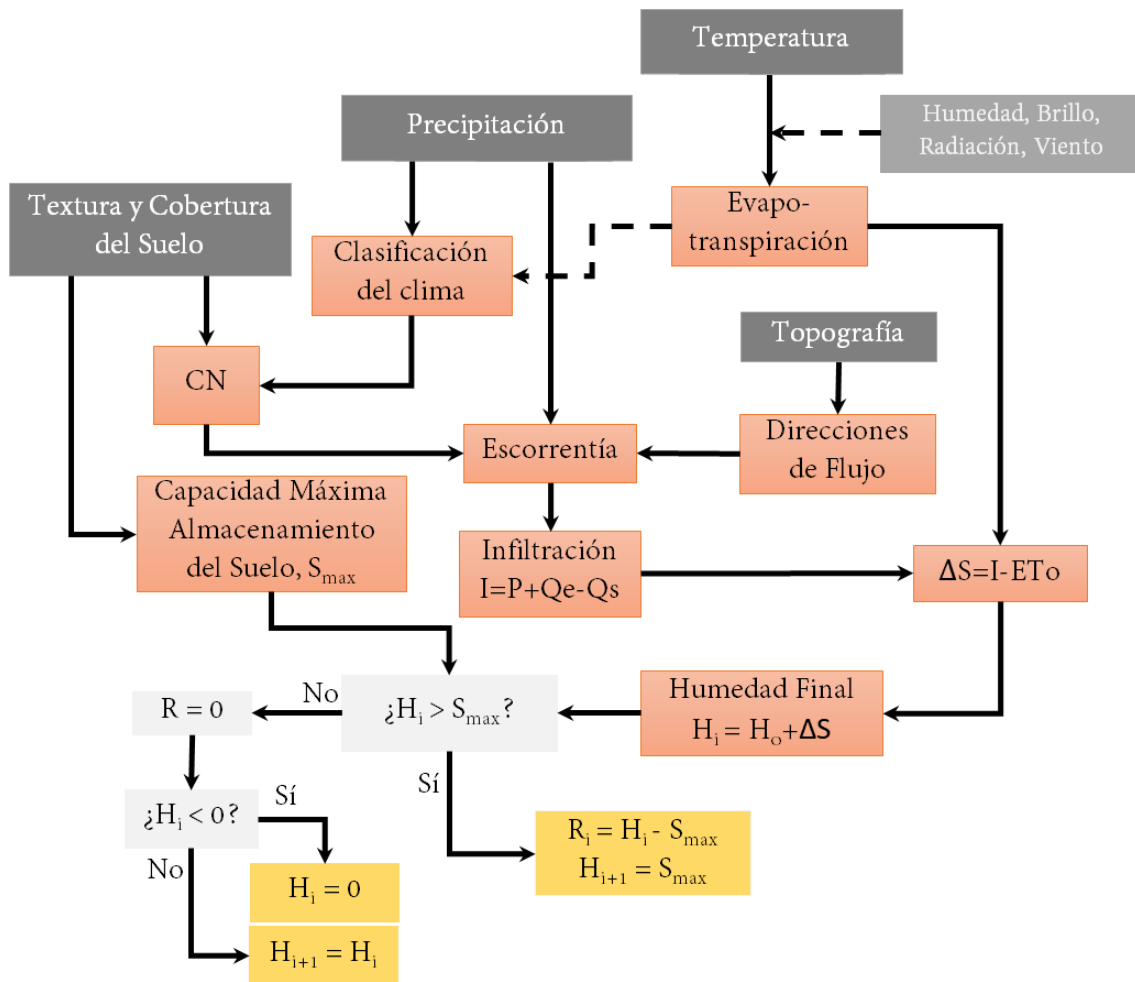 Temperatura
Precipitación
Humedad, Brillo,
Radiación, Viento
Textura y Cobertura
del Suelo
Evapo-
transpiración
Clasificación
del clima
Topografía
CN
Escorrentía
Direcciones
de Flujo
Capacidad Máxima
Almacenamiento
del Suelo, Smax
Infiltración
I=P+Qe-Qs
ΔS=I-ETo
No
R = 0
¿Hi > Smax?
Humedad Final
Hi = Ho+ΔS
Sí
¿Hi < 0?
Sí
Ri = Hi - Smax
Hi+1 = Smax
No
Hi = 0
Hi+1 = Hi